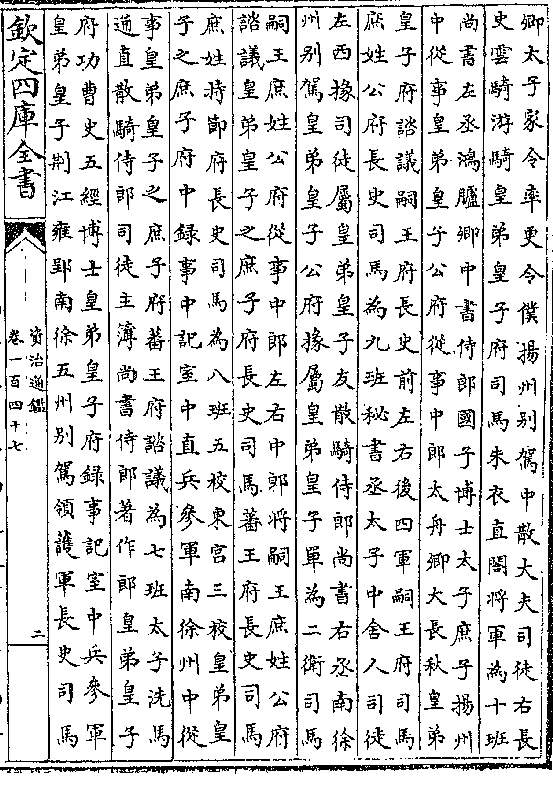 卿太子家令率更令僕揚州别駕中散大夫司徒右長
史雲騎游騎皇弟皇子府司馬朱衣直閤將軍為十班
尚書左丞鴻臚卿中書侍郎國子博士太子庶子揚州
中從事皇弟皇子公府從事中郎太舟卿大長秋皇弟
皇子府諮議嗣王府長史前左右後四軍嗣王府司馬
庶姓公府長史司馬為九班秘書丞太子中舍人司徒
左西掾司徒屬皇弟皇子友散騎侍郎尚書右丞南徐
州别駕皇弟皇子公府掾屬皇弟皇子單為二衛司馬
嗣王庶姓公府從事中郎左右中郎將嗣王庶姓公府
諮議皇弟皇子之庶子府長史司馬蕃王府長史司馬
庶姓持節府長史司馬為八班五校東宫三校皇弟皇
子之庶子府中録事中記室中直兵參軍南徐州中從
事皇弟皇子之庶子府蕃王府諮議為七班太子洗馬
通直散騎侍郎司徒主簿尚書侍郎著作郎皇弟皇子
府功曹史五經博士皇弟皇子府録事記室中兵參軍
皇弟皇子荆江雍郢南徐五州别駕領護軍長史司馬
欽定四庫全書
資治通鑑
卷一百四十七
二